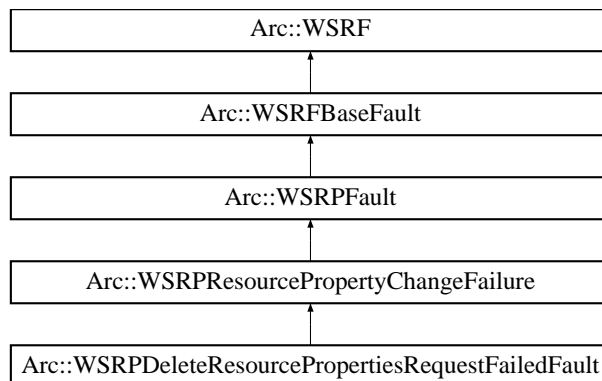 Arc::WSRF
Arc::WSRFBaseFault
Arc::WSRPFault
Arc::WSRPResourcePropertyChangeFailure
Arc::WSRPDeleteResourcePropertiesRequestFailedFault